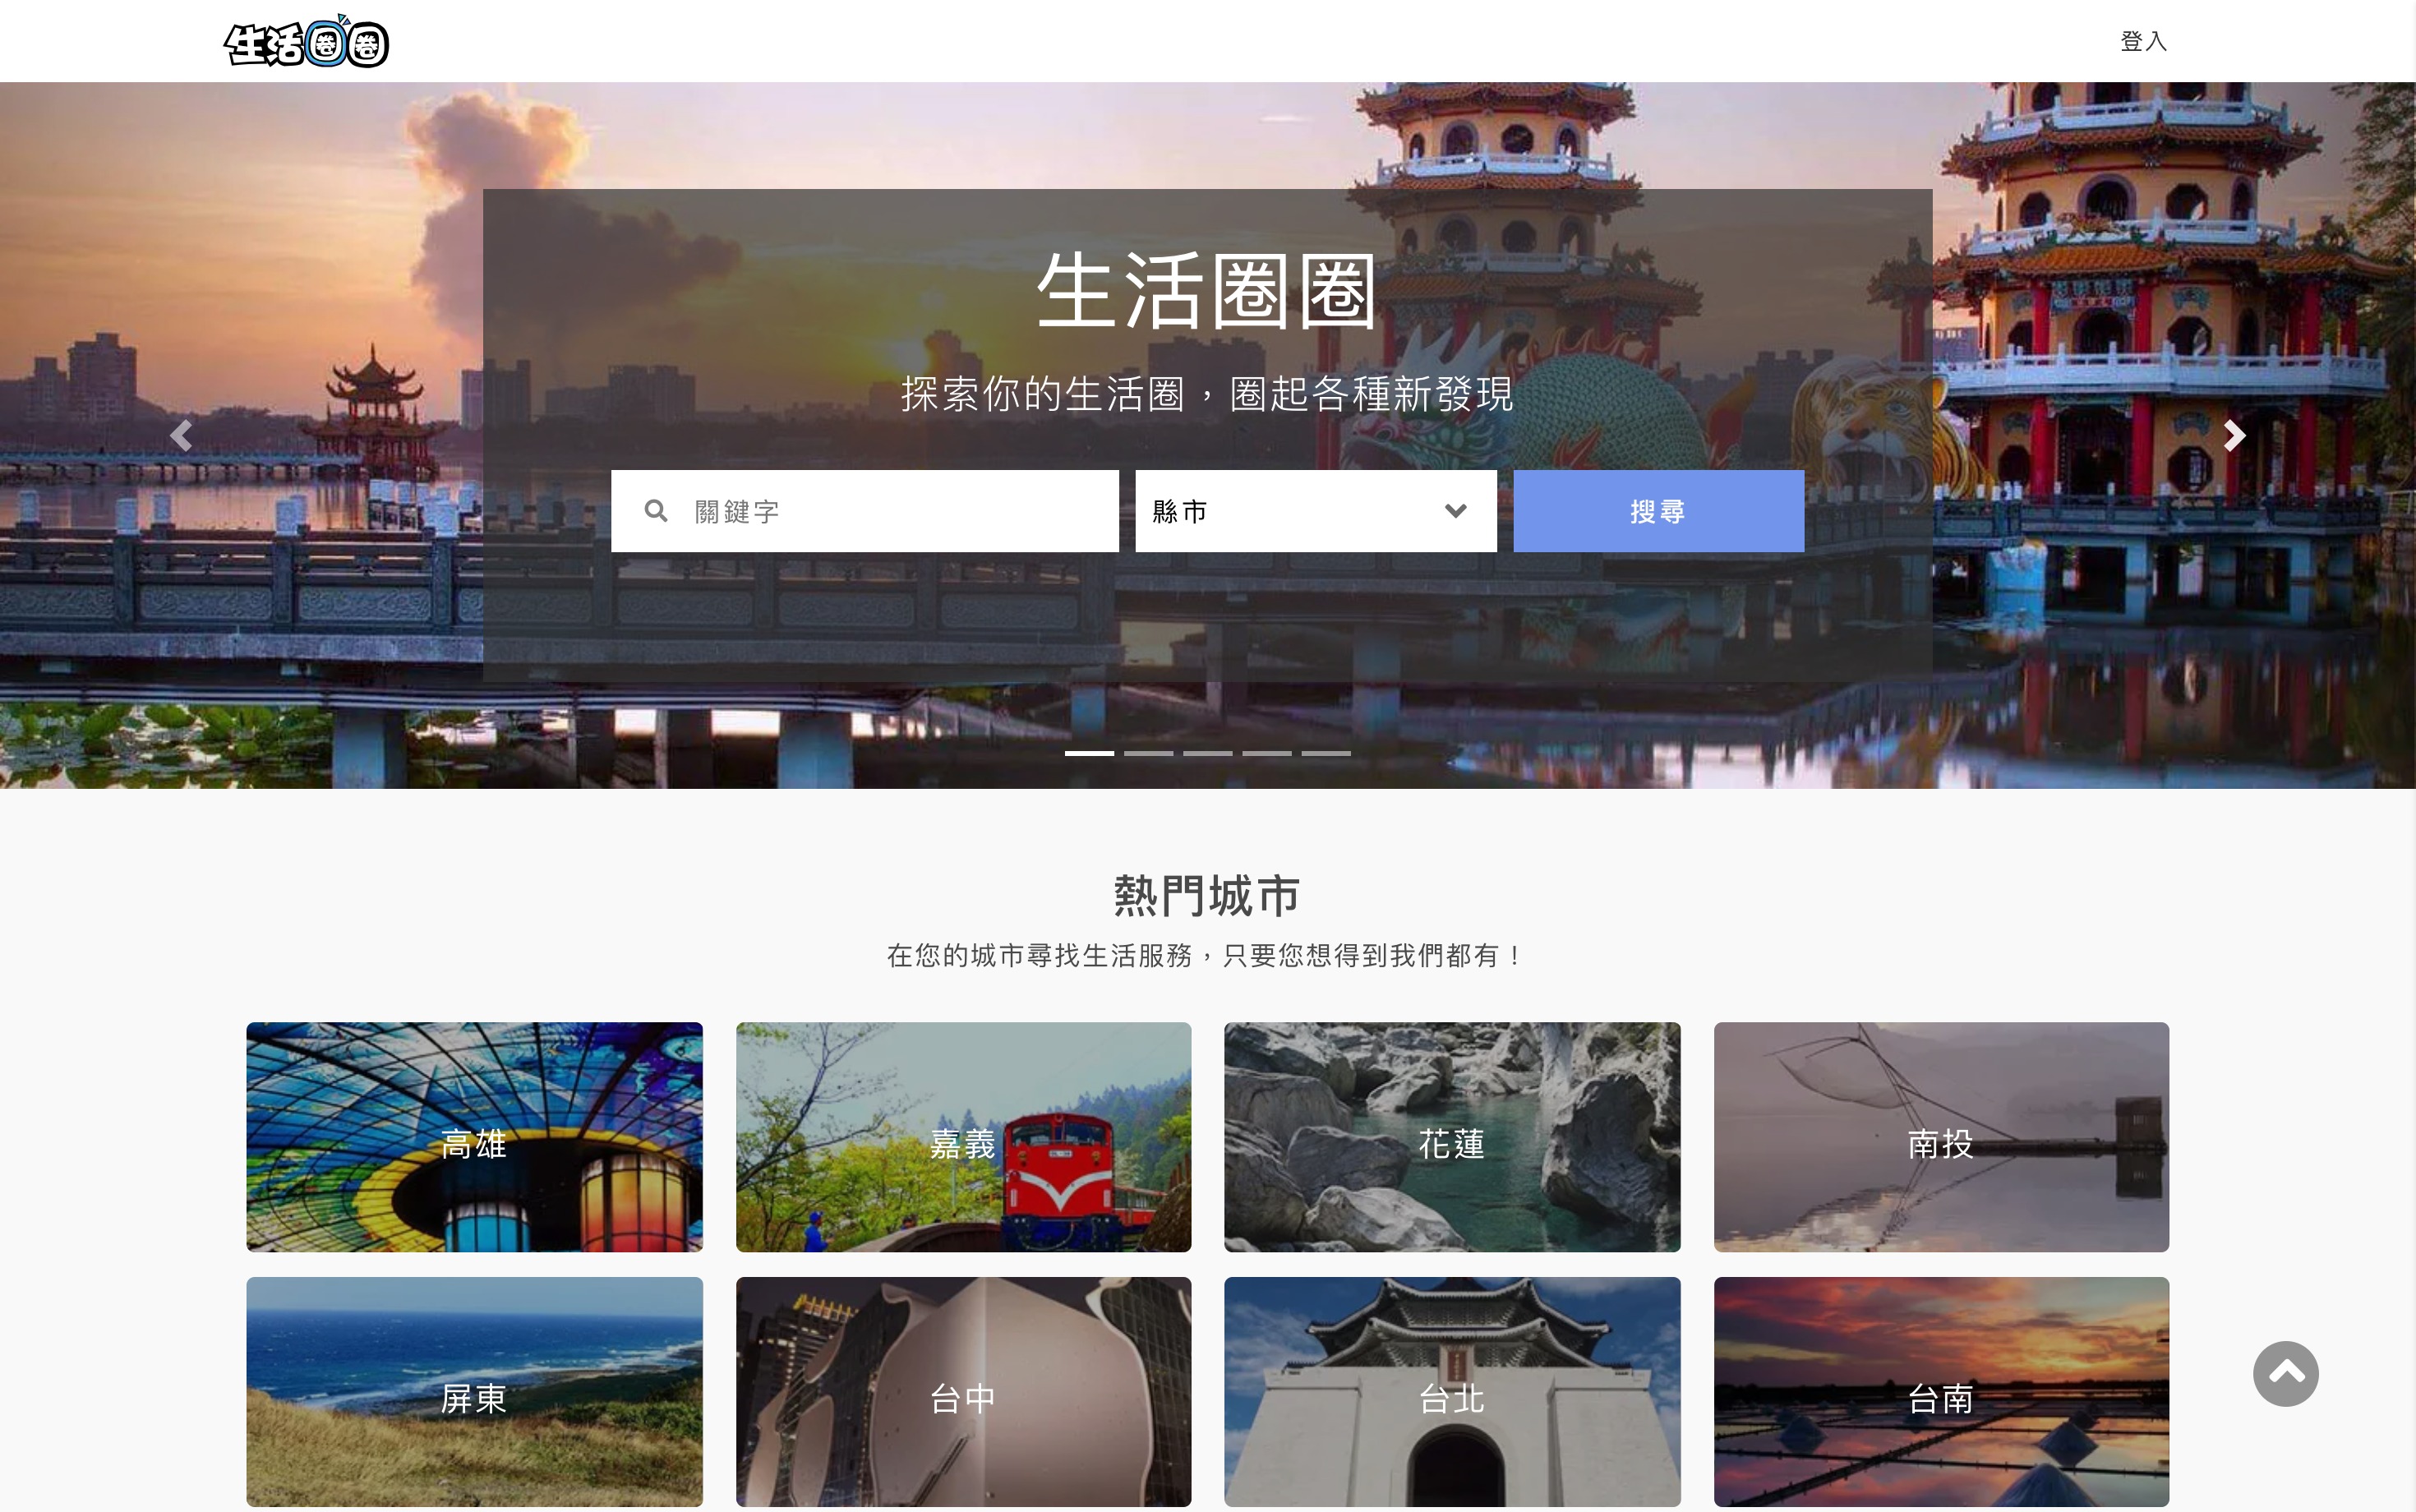 生活圈圈
登入
生活圈圈
探索你的生活圈，圈起各種新發現
關鍵字
縣市
搜尋
熱門城市
在您的城市尋找生活服務，只要您想得到我們都有！
高雄
嘉義
花蓮
南投
屏東
台中
台北
台南